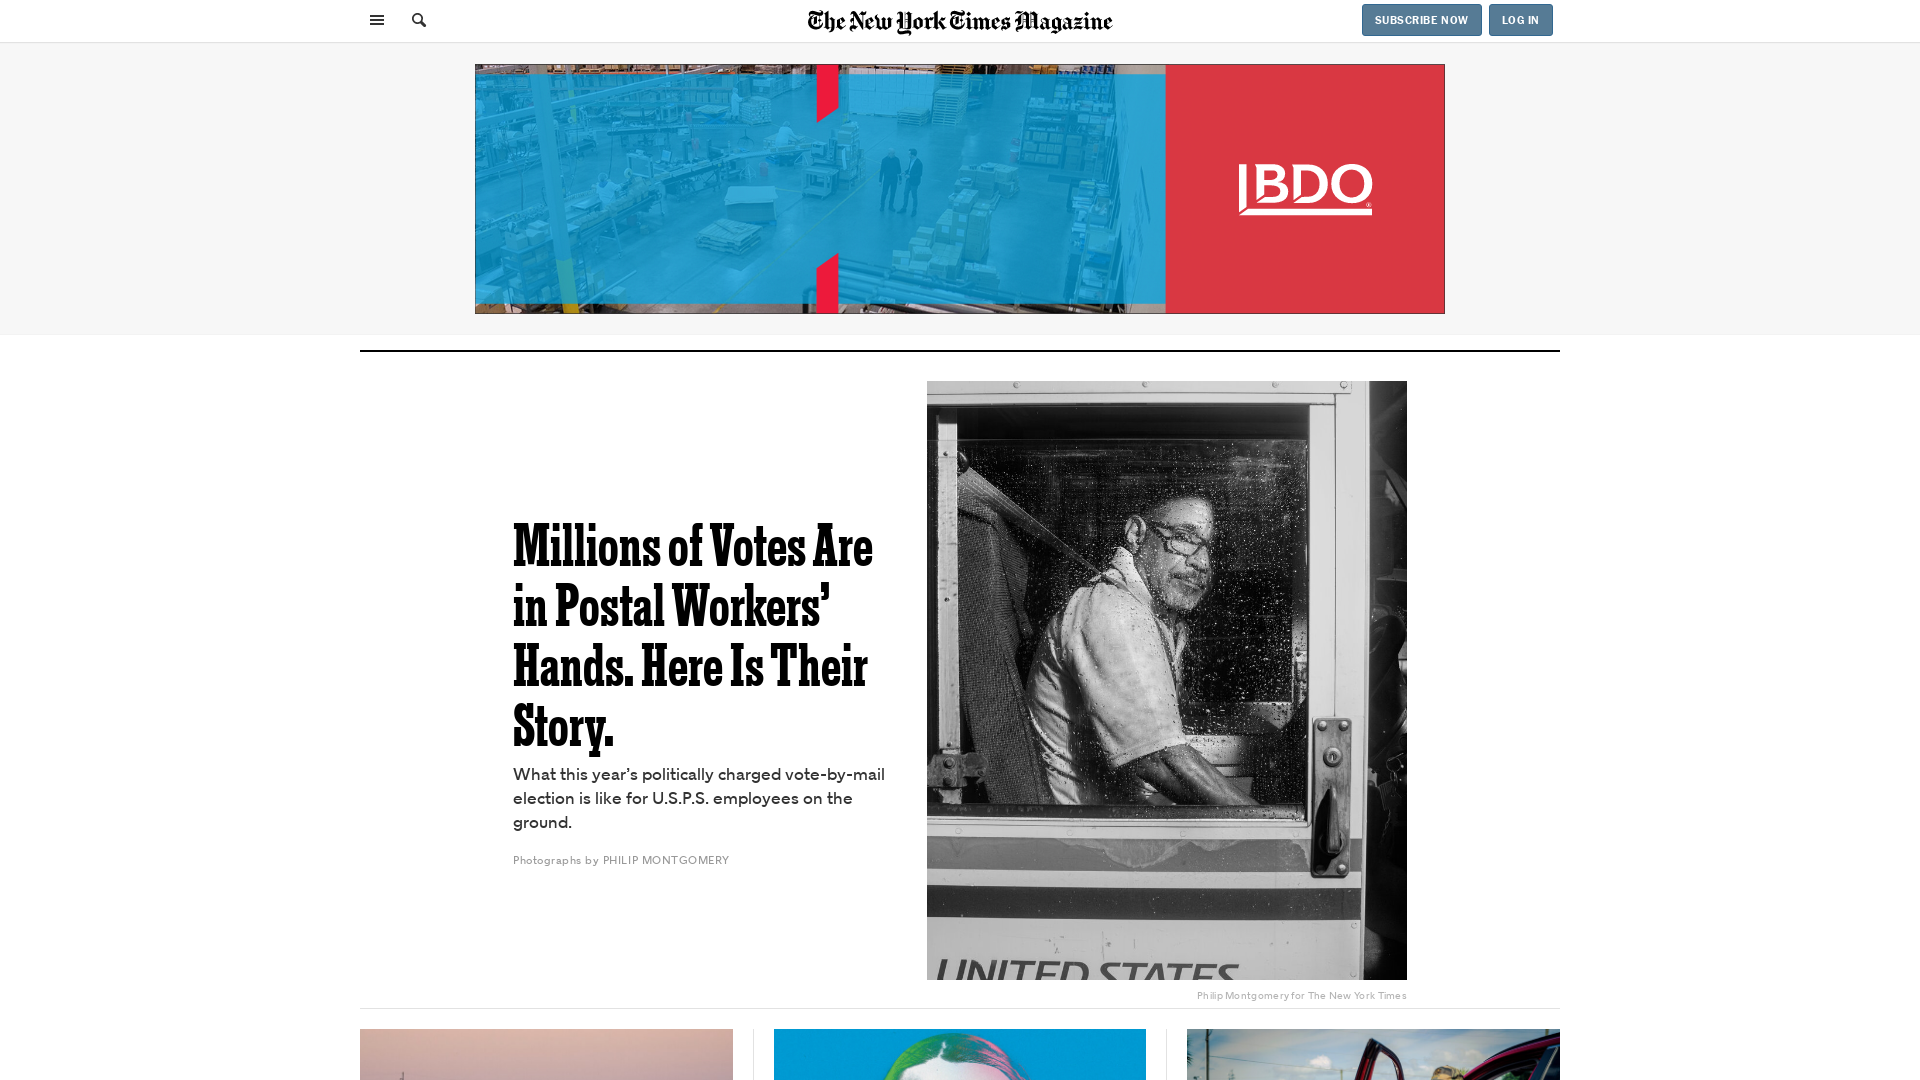 The New York Times Magazine
SUBSCRIBE NOW
LOG IN
BDO
Millions of Votes Are
in Postal Workers’
Hands. Here Is Their
Story.
What this year’s politically charged vote-by-mail
election is like for U.S.P.S. employees on the
ground.
Photographs by PHILIP MONTGOMERY
UNITED STATES
Philip Montgomery for The New York Times